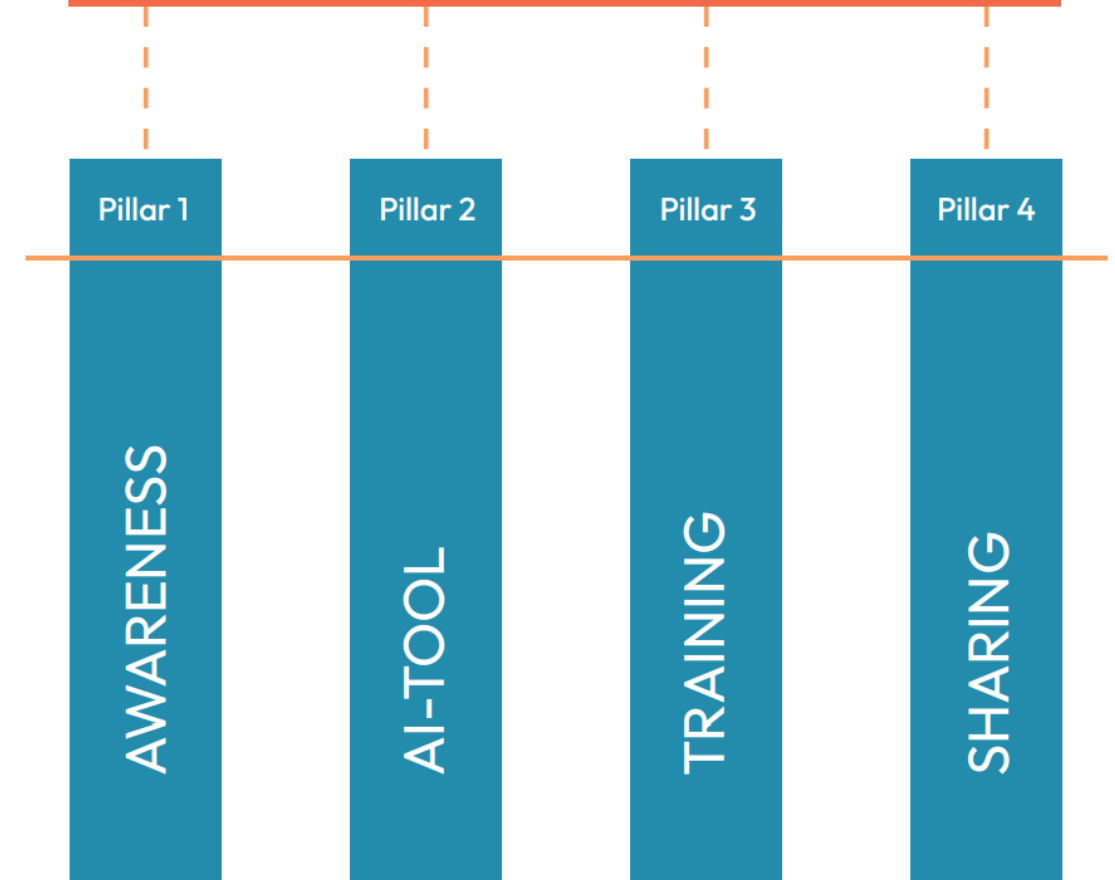 Pillar 1
Pillar 2
Pillar 3
Pillar 4
AWARENESS
AI-TOOL
TRAINING
SHARING